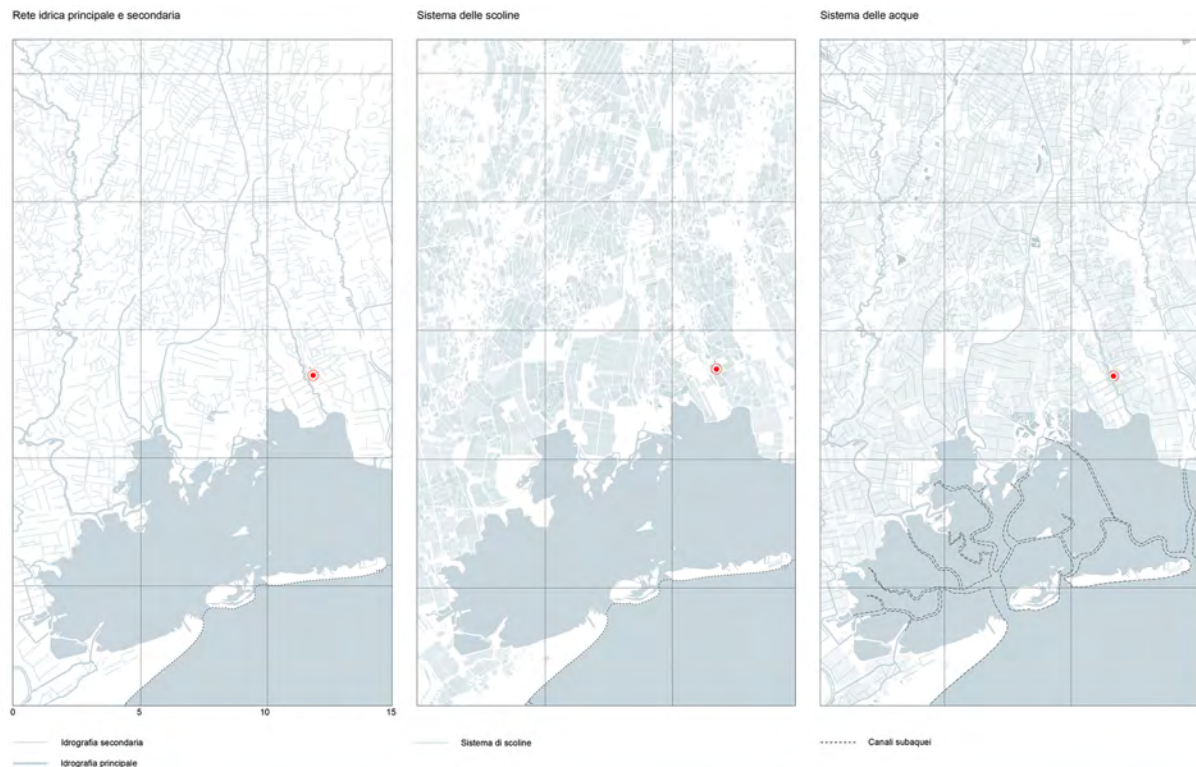 Rete idrica principale e secondaria
Sistema delle scoline
Sistema delle acque
0 5 10 15
Idrografia secondaria
Idrografia principale
Sistema di scoline
Canali subaquei